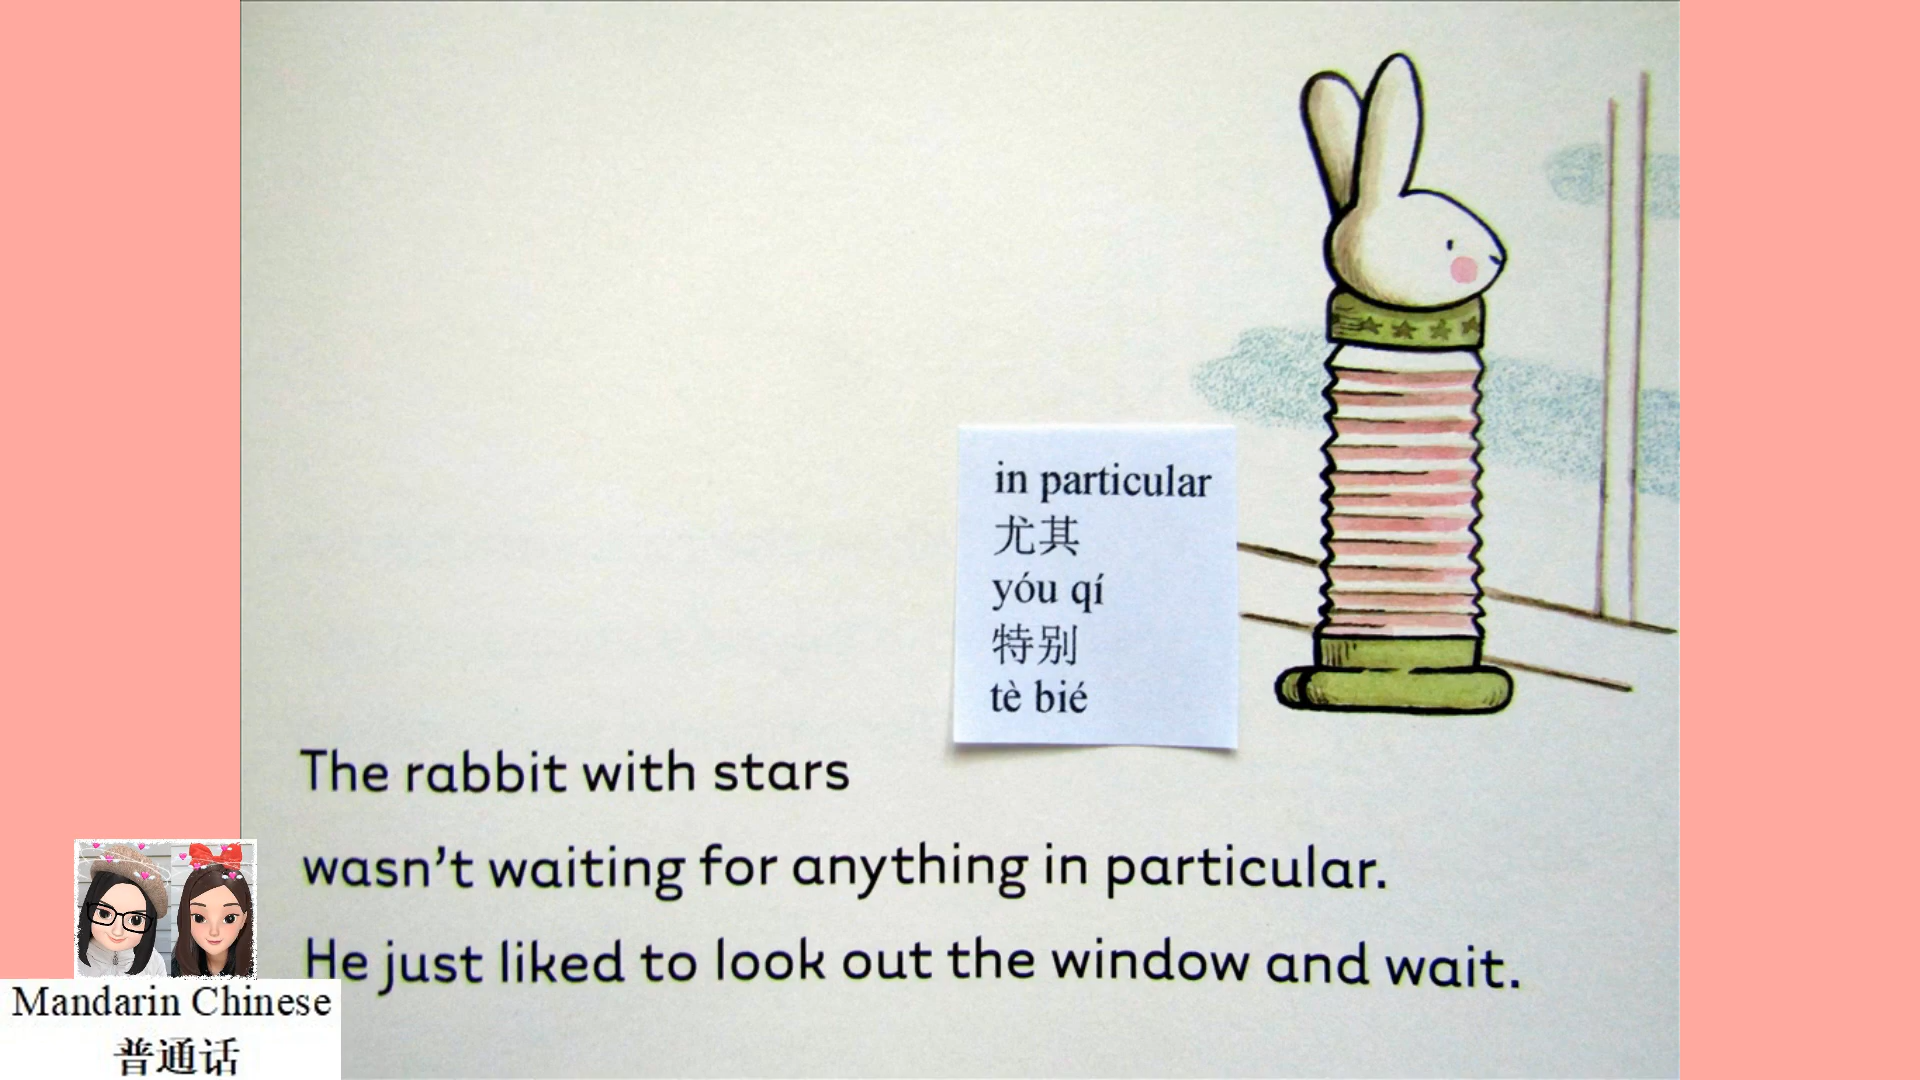 in particular
尤其
yóu qí
特别
tè bié
The rabbit with stars
wasn't waiting for anything in particular.
He just liked to look out the window and wait.
Mandarin Chinese
普通话